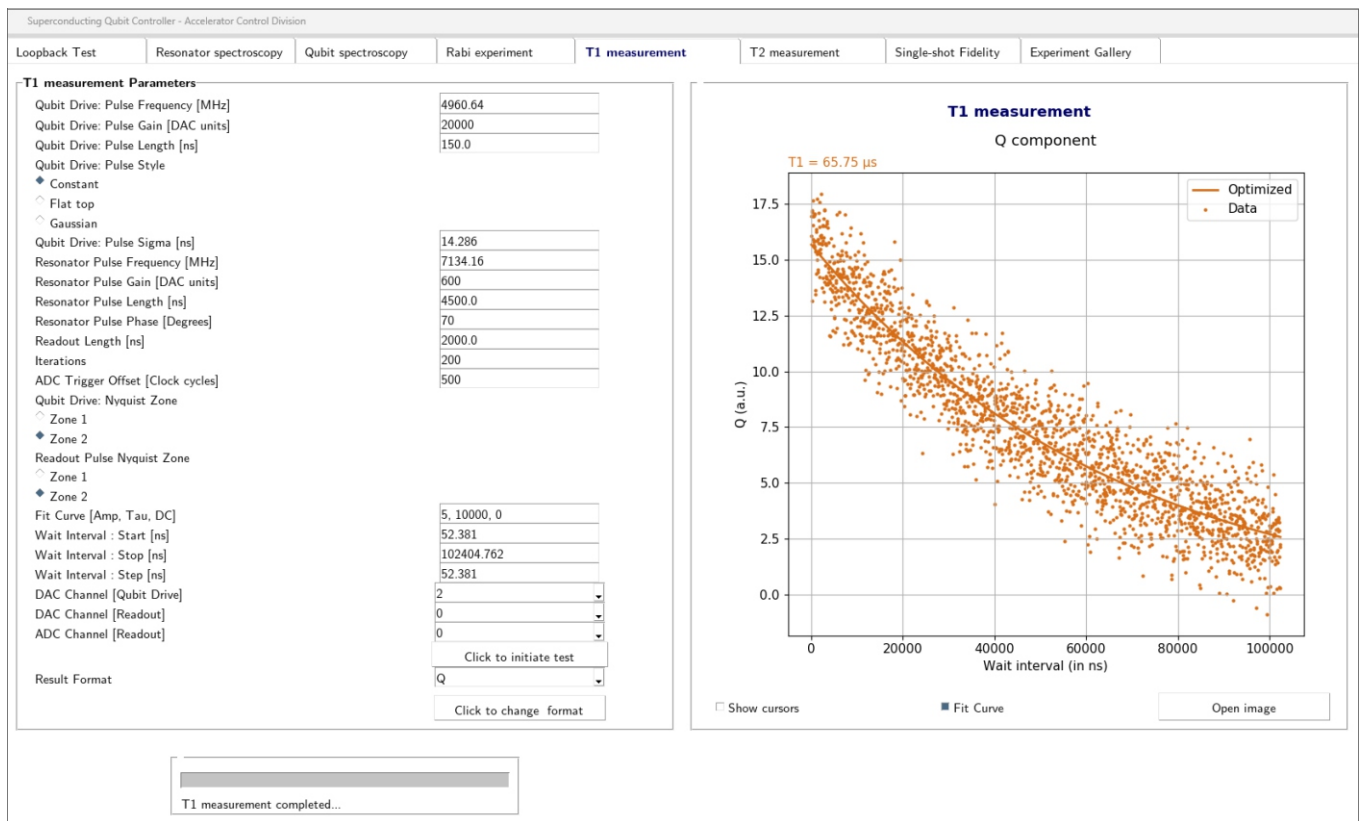 Superconducting Qubit Controller - Accelerator Control Division
Loopback Test Resonator spectroscopy Qubit spectroscopy Rabi experiment T1 measurement T2 measurement Single-shot Fidelity Experiment Gallery
T1 measurement Parameters
Qubit Drive: Pulse Frequency [MHz] 4960.64
Qubit Drive: Pulse Gain [DAC units] 20000
Qubit Drive: Pulse Length [ns] 150.0
Qubit Drive: Pulse Style
Constant
Flat top
Gaussian
Qubit Drive: Pulse Sigma [ns] 14.286
Resonator Pulse Frequency [MHz] 7134.16
Resonator Pulse Gain [DAC units] 600
Resonator Pulse Length [ns] 4500.0
Resonator Pulse Phase [Degrees] 70
Readout Length [ns] 2000.0
Iterations 200
ADC Trigger Offset [Clock cycles] 500
Qubit Drive: Nyquist Zone
Zone 1
Zone 2
Readout Pulse Nyquist Zone
Zone 1
Zone 2
Fit Curve [Amp, Tau, DC] 5, 10000, 0
Wait Interval : Start [ns] 52.381
Wait Interval : Stop [ns] 102404.762
Wait Interval : Step [ns] 52.381
DAC Channel [Qubit Drive] 2
DAC Channel [Readout] 0
ADC Channel [Readout] 0
Click to initiate test
Result Format Q
Click to change format
T1 measurement
Q component
T1 = 65.75 µs
Optimized
Data
17.5
15.0
12.5
10.0
7.5
5.0
2.5
0.0
Q (a.u.)
0 20000 40000 60000 80000 100000
Wait interval (in ns)
Show cursors Fit Curve Open image
T1 measurement completed...